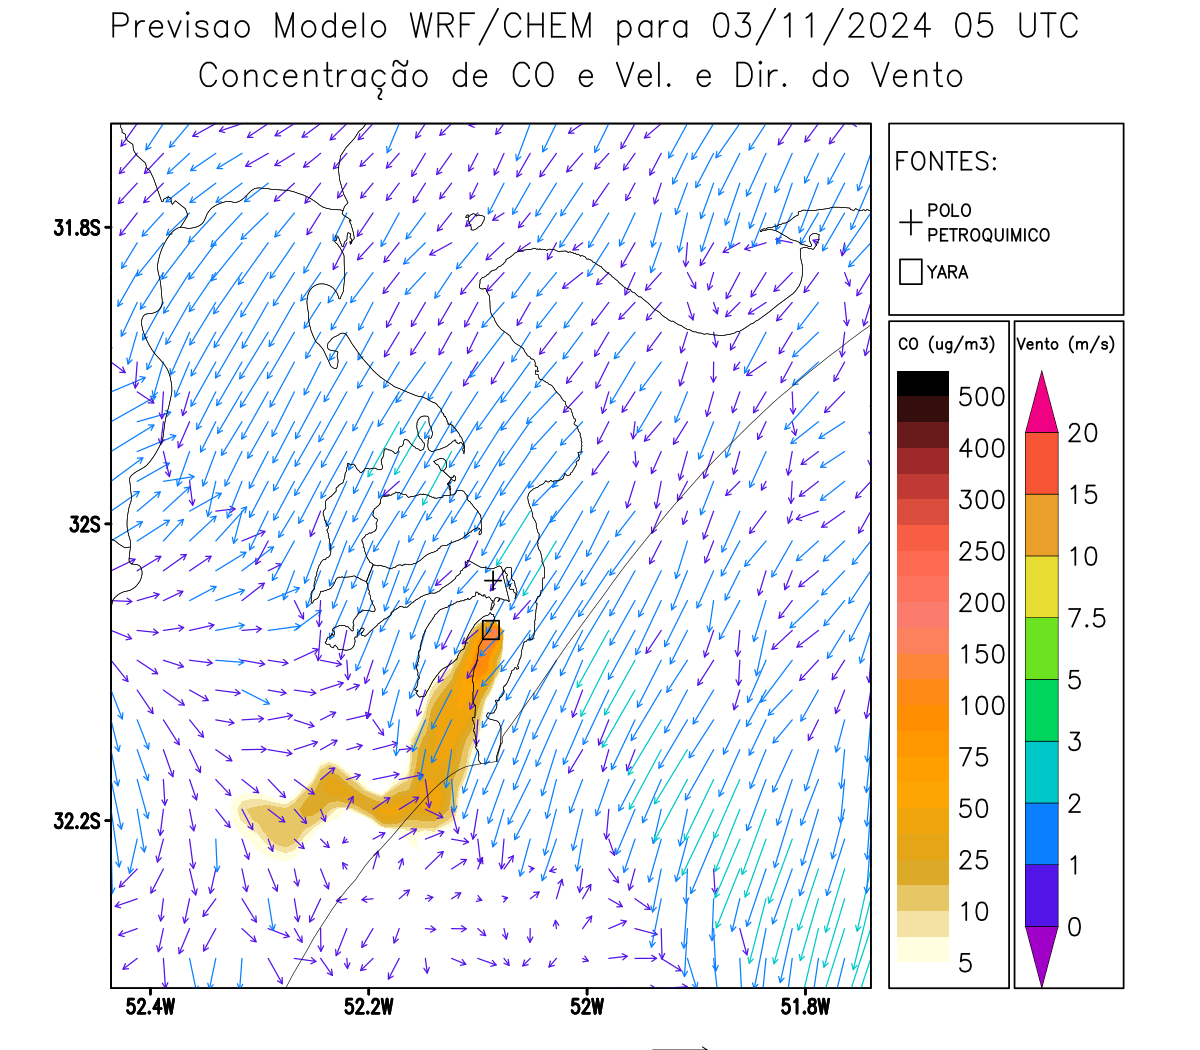 Previsao Modelo WRF/CHEM para 03/11/2024 05 UTC
Concentração de CO e Vel. e Dir. do Vento
FONTES:
POLO
PETROQUIMICO
YARA
CO (ug/m3)
500
400
300
250
200
150
100
75
50
25
10
5
Vento (m/s)
20
15
10
7.5
5
3
2
1
0
31.8S
32S
32.2S
52.4W
52.2W
52W
51.8W